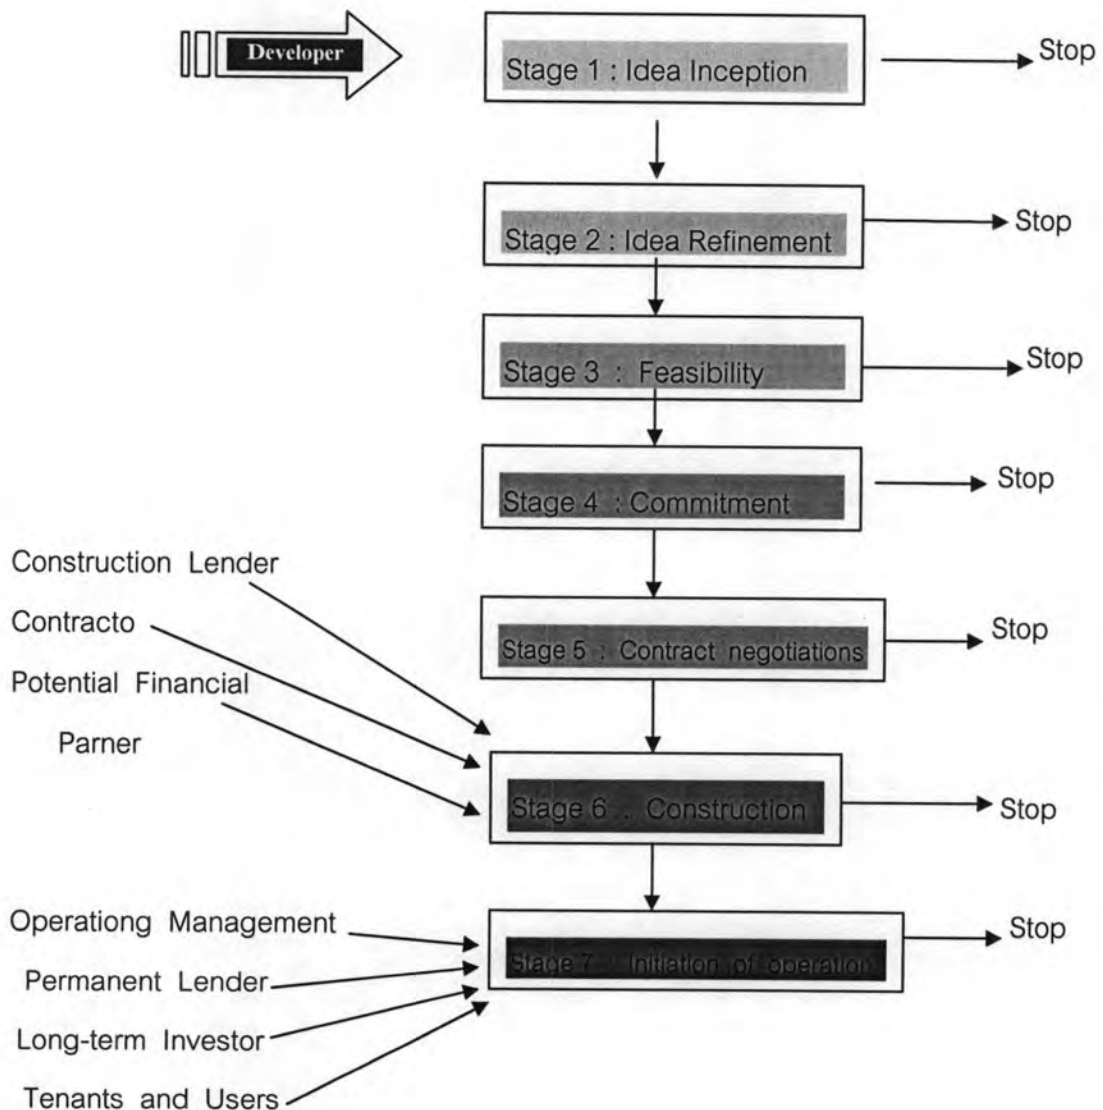 Developer
Stage 1 : Idea Inception
Stop
Stage 2 : Idea Refinement
Stop
Stage 3 : Feasibility
Stop
Stage 4 : Commitment
Stop
Stage 5 : Contract negotiations
Stop
Construction Lender
Contracto
Potential Financial
Parner
Stage 6 : Construction
Stop
Operationg Management
Permanent Lender
Long-term Investor
Tenants and Users
Stage 7 : Initiation of operation
Stop